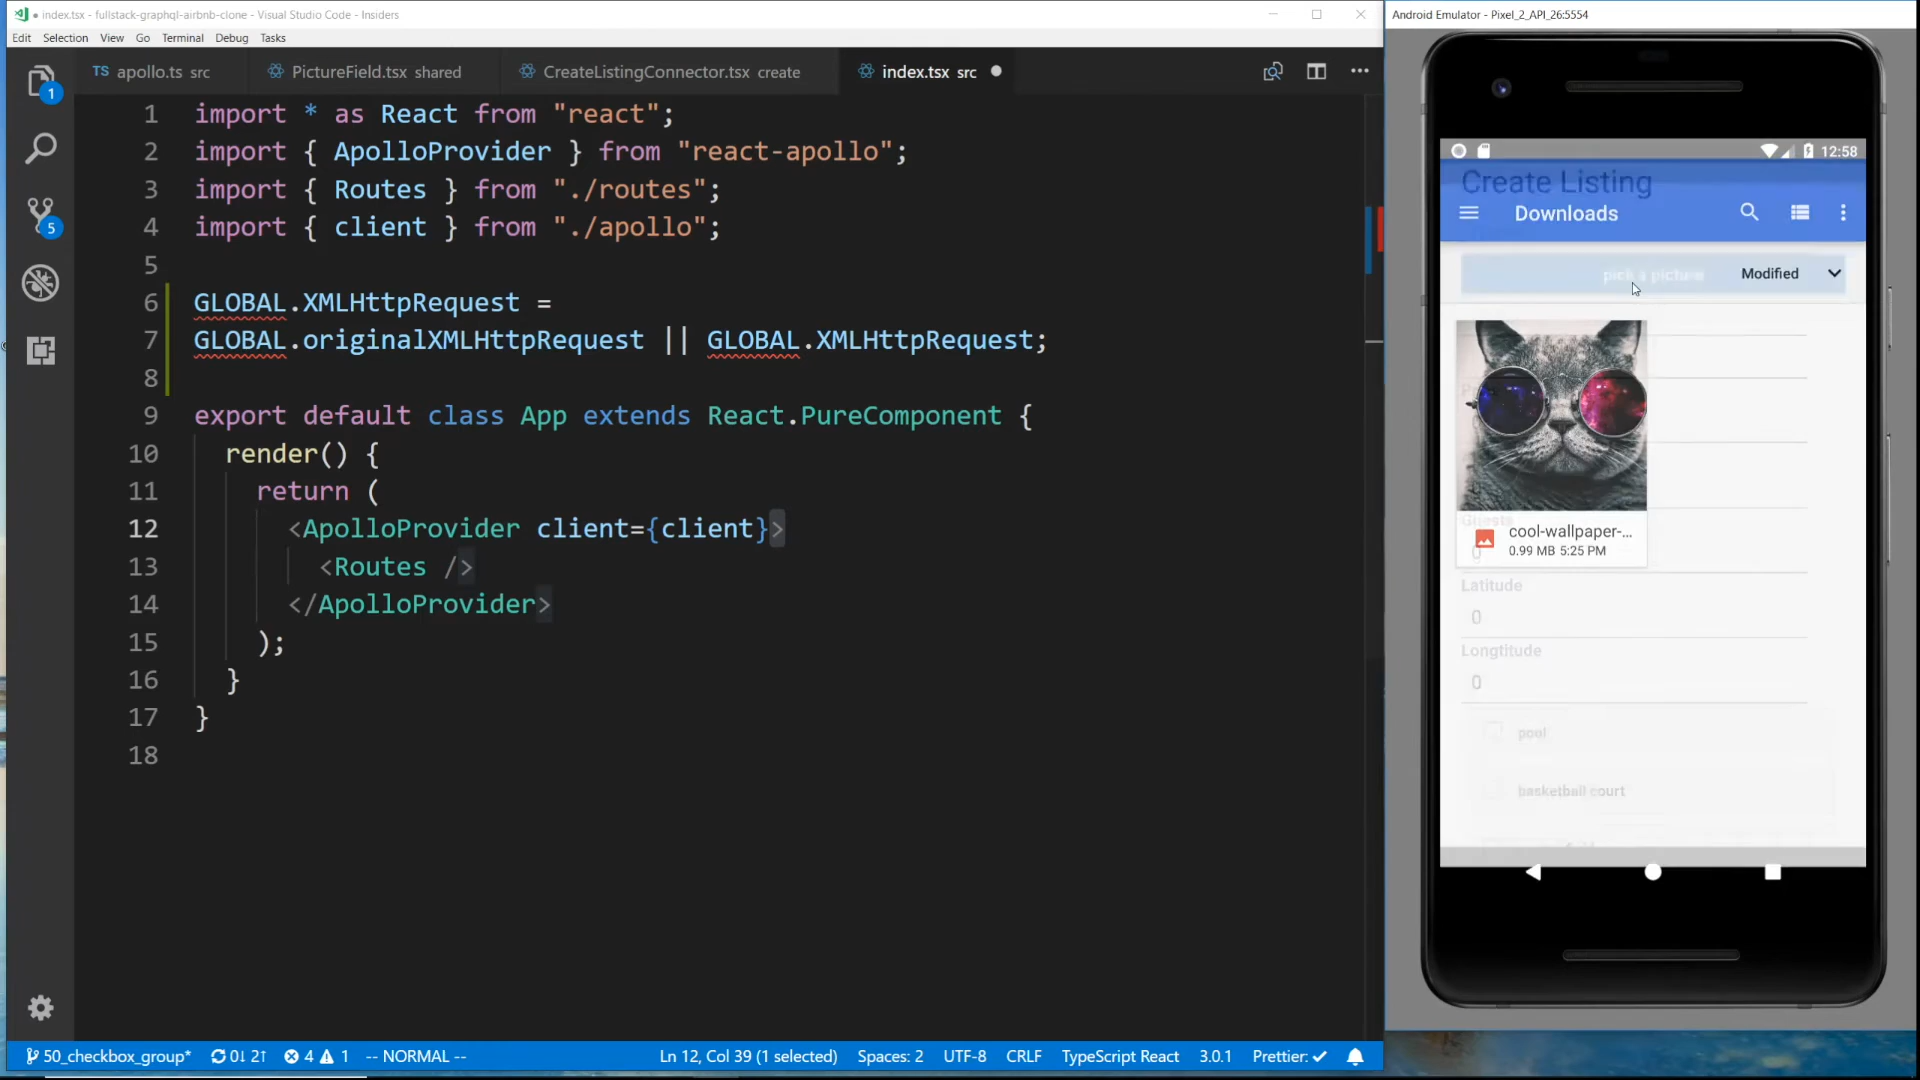 index.tsx - fullstack-graphql-airbnb-clone - Visual Studio Code - Insiders
Edit Selection View Go Terminal Debug Tasks
TS apollo.ts src
PictureField.tsx shared
CreateListingConnector.tsx create
index.tsx src
1 import * as React from "react";
2 import { ApolloProvider } from "react-apollo";
3 import { Routes } from "./routes";
4 import { client } from "./apollo";
5
6 GLOBAL.XMLHttpRequest =
7 GLOBAL.originalXMLHttpRequest || GLOBAL.XMLHttpRequest;
8
9 export default class App extends React.PureComponent {
10 render() {
11 return (
12 <ApolloProvider client={client}>
13 <Routes />
14 </ApolloProvider>
15 );
16 }
17 }
18
1
5
50_checkbox_group* 0↓ 2↑ 4 1 -- NORMAL -- Ln 12, Col 39 (1 selected) Spaces: 2 UTF-8 CRLF TypeScript React 3.0.1 Prettier: ✓
Android Emulator - Pixel_2_API_26:5554
12:58
Create Listing
Downloads
pick a picture
Modified
cool-wallpaper-...
0.99 MB 5:25 PM
Guests
0
Latitude
0
Longtitude
0
pool
basketball court